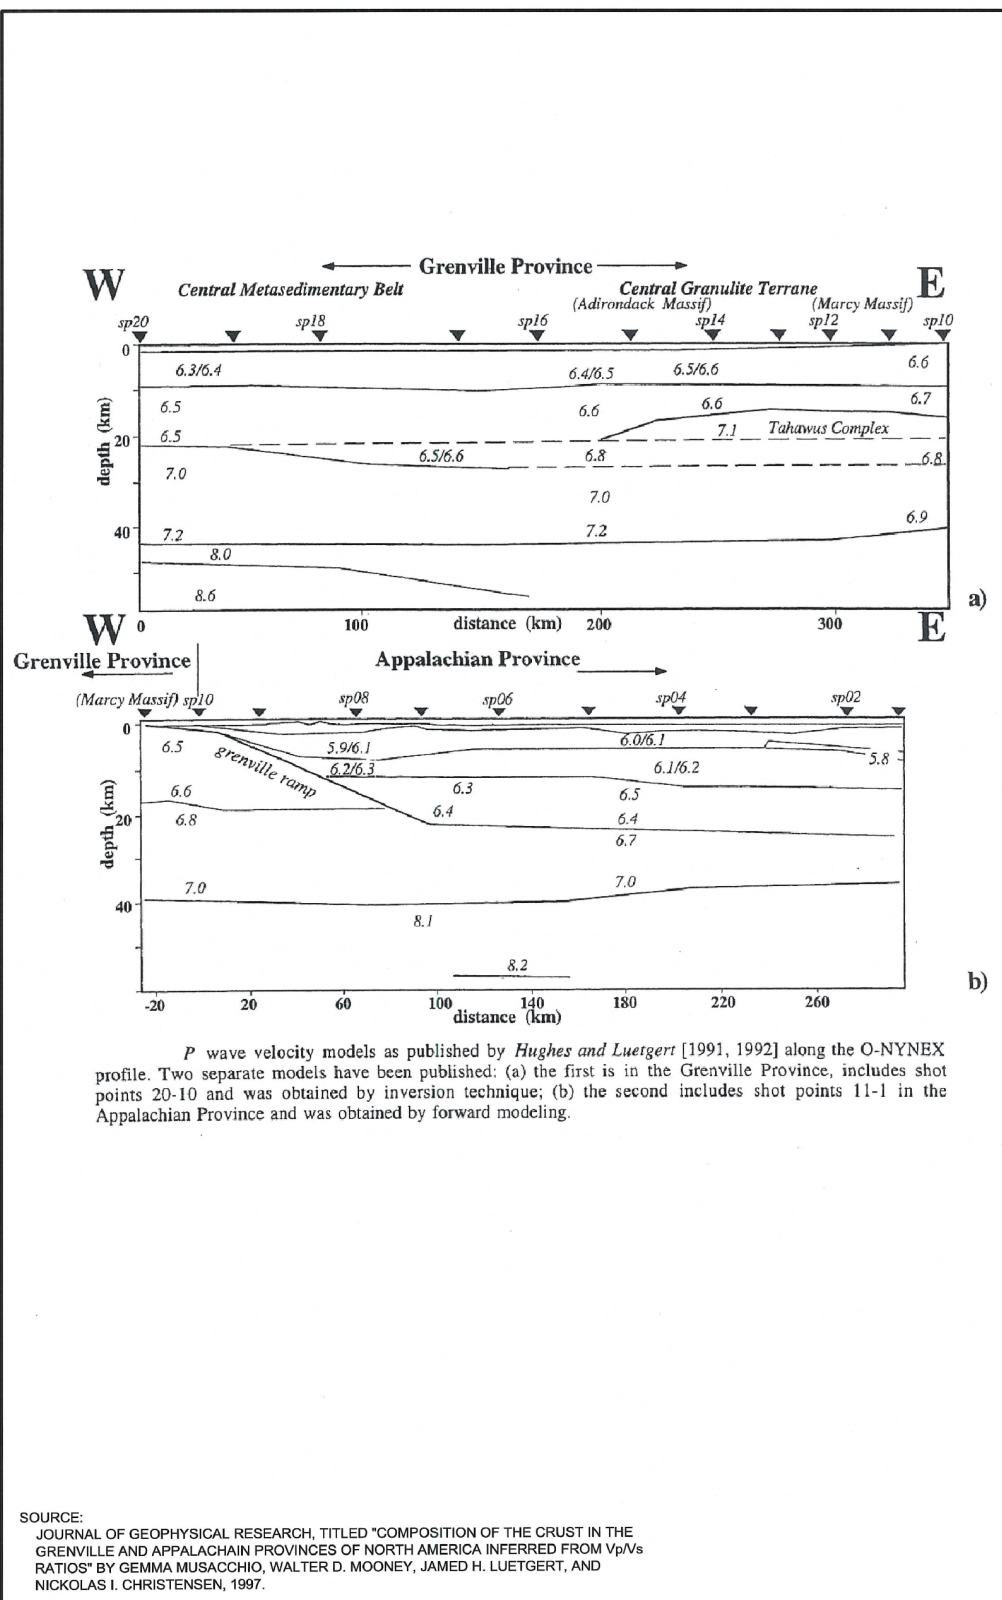 Grenville Province
W E
Central Metasedimentary Belt Central Granulite Terrane
(Adirondack Massif) (Marcy Massif)
sp20 sp18 sp16 sp14 sp12 sp10
0
6.3/6.4 6.4/6.5 6.5/6.6 6.6
6.5 6.6 6.6 6.7
20
6.5 7.1 Tahawus Complex
6.5/6.6 6.8 6.8
7.0 7.0
40
7.2 7.2 6.9
8.0
8.6
depth (km)
a)
0 100 distance (km) 200 300
W E
Grenville Province Appalachian Province
(Marcy Massif) sp10 sp08 sp06 sp04 sp02
0
6.5 grenville ramp 5.9/6.1 6.0/6.1 5.8
6.2/6.3 6.1/6.2
6.6 6.3 6.5
20
6.8 6.4 6.4
6.7
7.0 7.0
40
8.1
8.2
depth (km)
b)
-20 20 60 100 140 180 220 260
distance (km)
P wave velocity models as published by Hughes and Luetgert [1991, 1992] along the O-NYNEX
profile. Two separate models have been published: (a) the first is in the Grenville Province, includes shot
points 20-10 and was obtained by inversion technique; (b) the second includes shot points 11-1 in the
Appalachian Province and was obtained by forward modeling.
SOURCE:
JOURNAL OF GEOPHYSICAL RESEARCH, TITLED "COMPOSITION OF THE CRUST IN THE
GRENVILLE AND APPALACHAIN PROVINCES OF NORTH AMERICA INFERRED FROM Vp/Vs
RATIOS" BY GEMMA MUSACCHIO, WALTER D. MOONEY, JAMED H. LUETGERT, AND
NICKOLAS I. CHRISTENSEN, 1997.